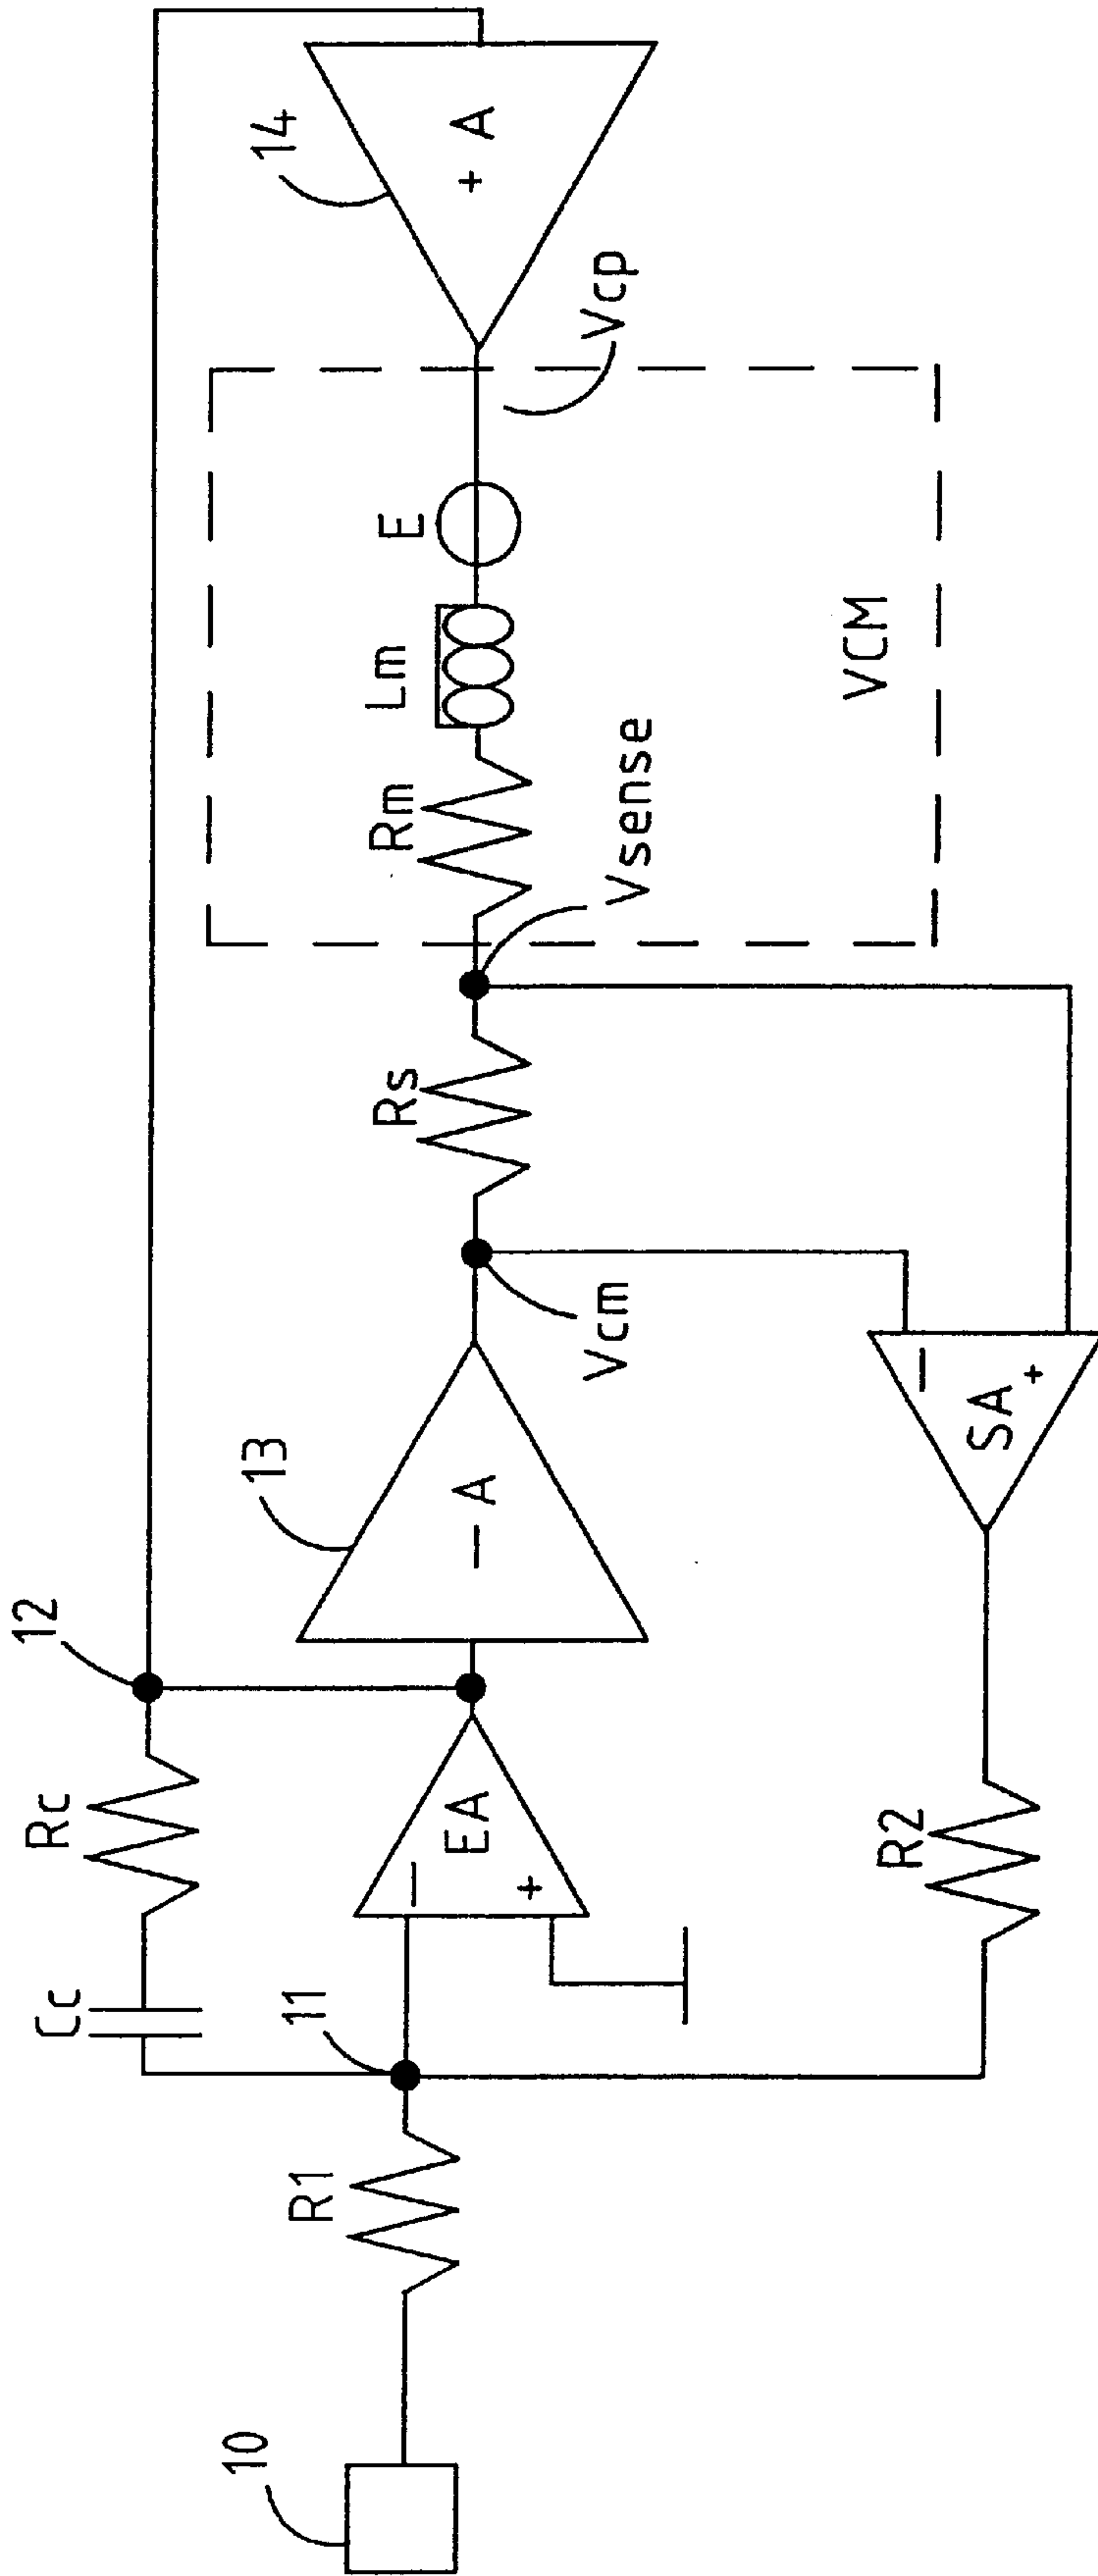 12
14
Rc
Cc
13
+ A
E
Lm
Rm
Rs
- A
EA
-
+
11
R1
10
Vcp
Vsense
Vcm
VCM
-
SA
+
R2